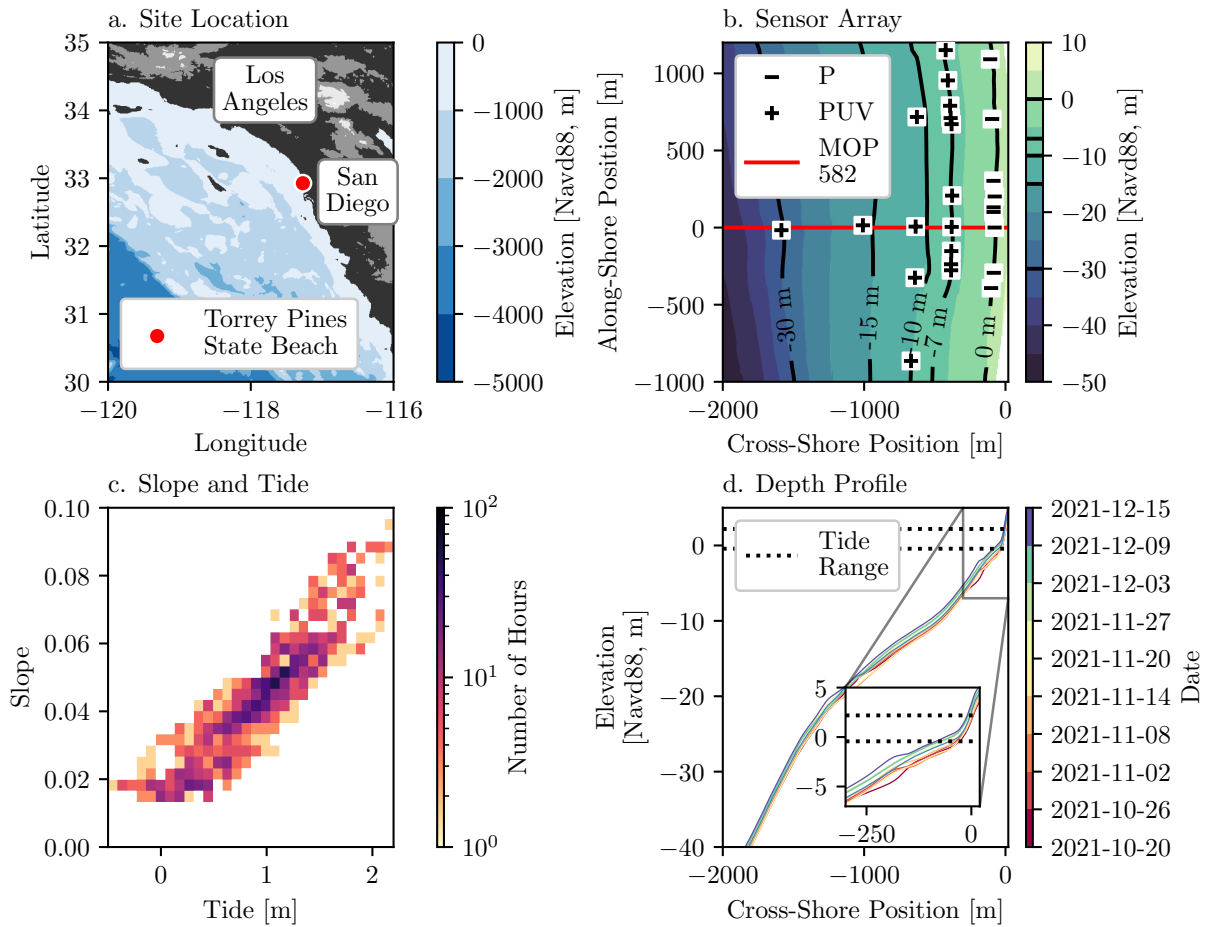 a. Site Location
35
34
33
32
31
30
Latitude
−120
−118
−116
Longitude
Los
Angeles
San
Diego
Torrey Pines
State Beach
0
−1000
−2000
−3000
−4000
−5000
Elevation [Navd88, m]
b. Sensor Array
1000
500
0
−500
−1000
Along-Shore Position [m]
P
PUV
MOP
582
-30 m
-15 m
-10 m
-7 m
0 m
−2000
−1000
0
Cross-Shore Position [m]
10
0
−10
−20
−30
−40
−50
Elevation [Navd88, m]
c. Slope and Tide
0.10
0.08
0.06
0.04
0.02
0.00
Slope
0
1
2
Tide [m]
10²
10¹
10⁰
Number of Hours
d. Depth Profile
0
−10
−20
−30
−40
Elevation
[Navd88, m]
Tide
Range
5
0
−5
−250
0
−2000
−1000
0
Cross-Shore Position [m]
2021-12-15
2021-12-09
2021-12-03
2021-11-27
2021-11-20
2021-11-14
2021-11-08
2021-11-02
2021-10-26
2021-10-20
Date